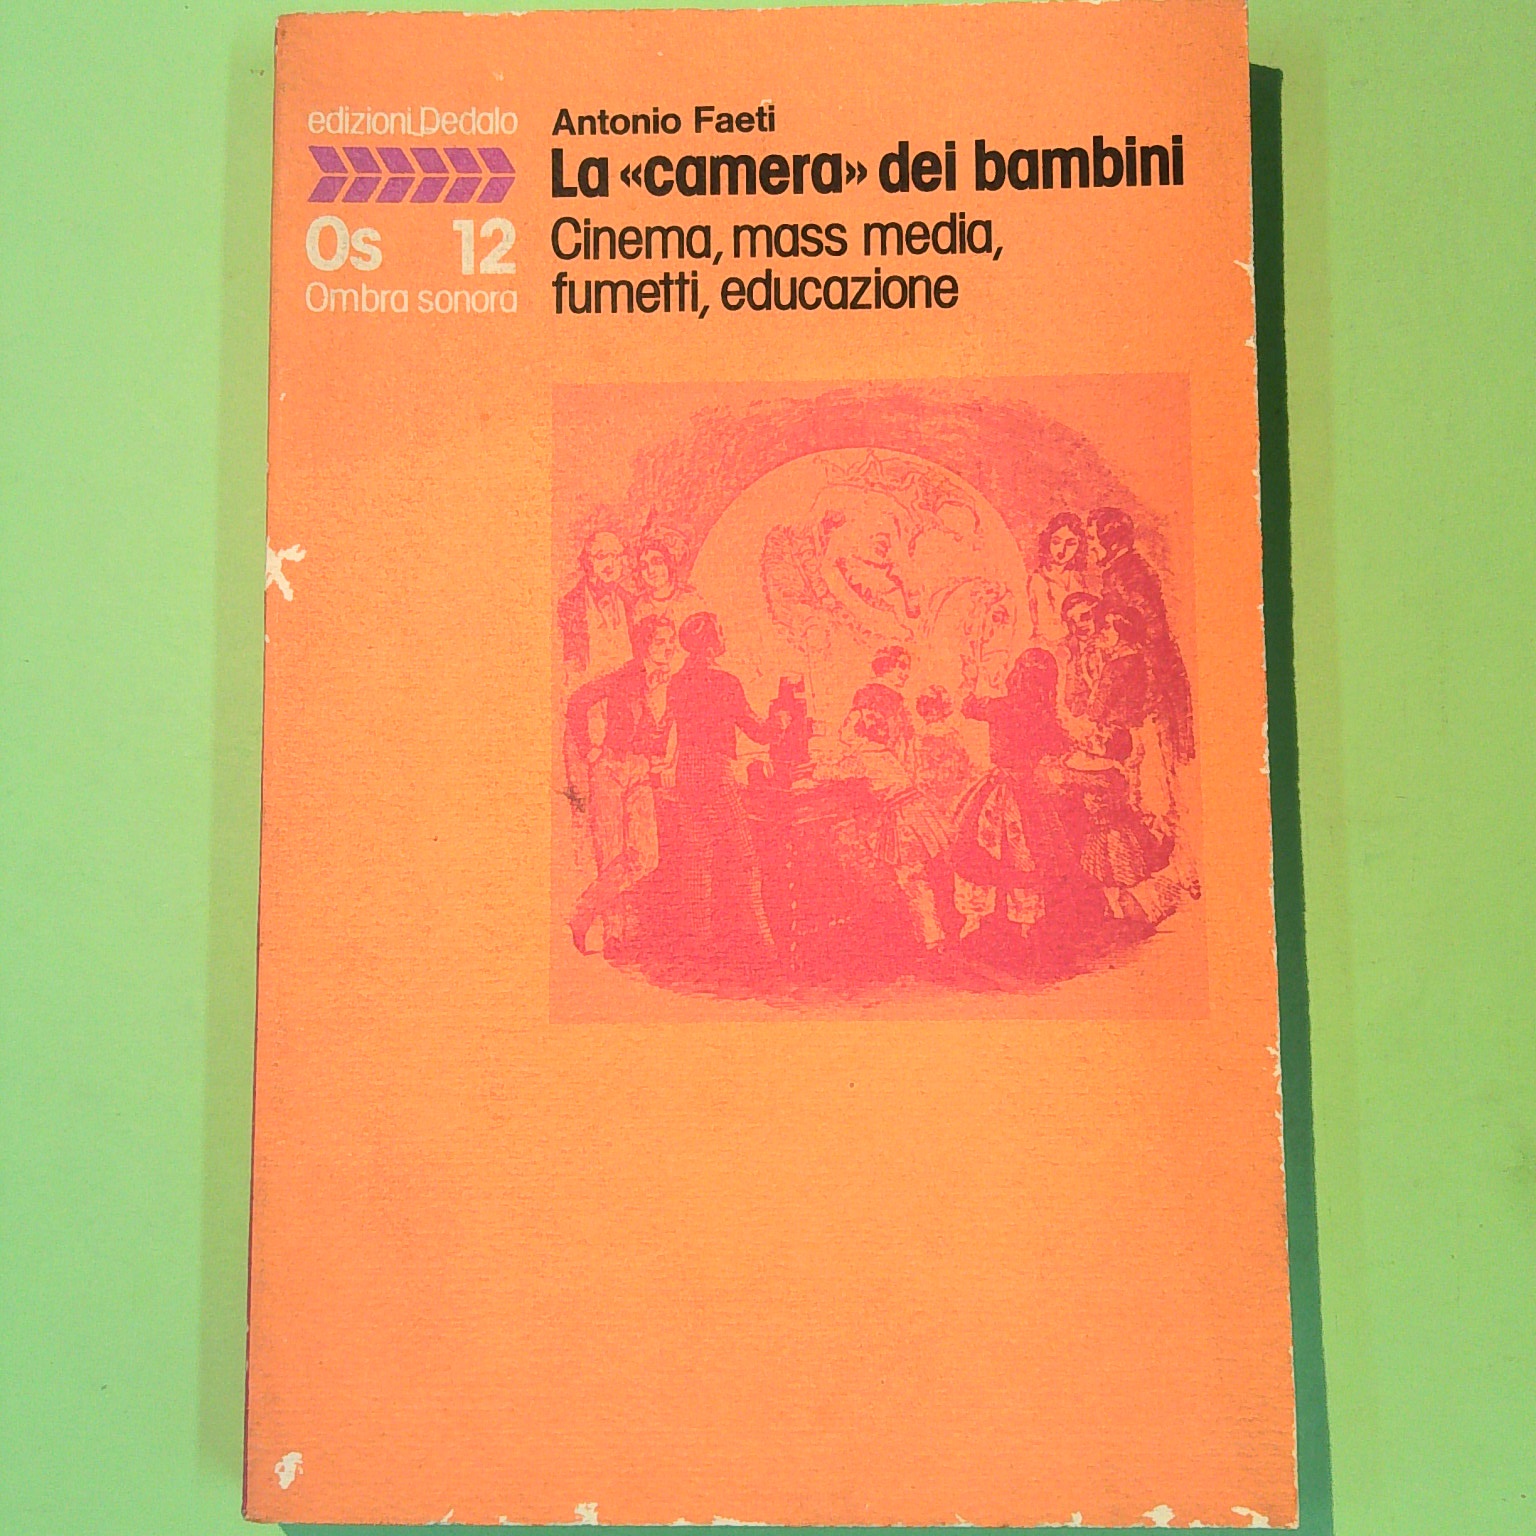 edizioni Dedalo
Os 12
Ombra sonora
Antonio Faeti
La «camera» dei bambini
Cinema, mass media,
fumetti, educazione